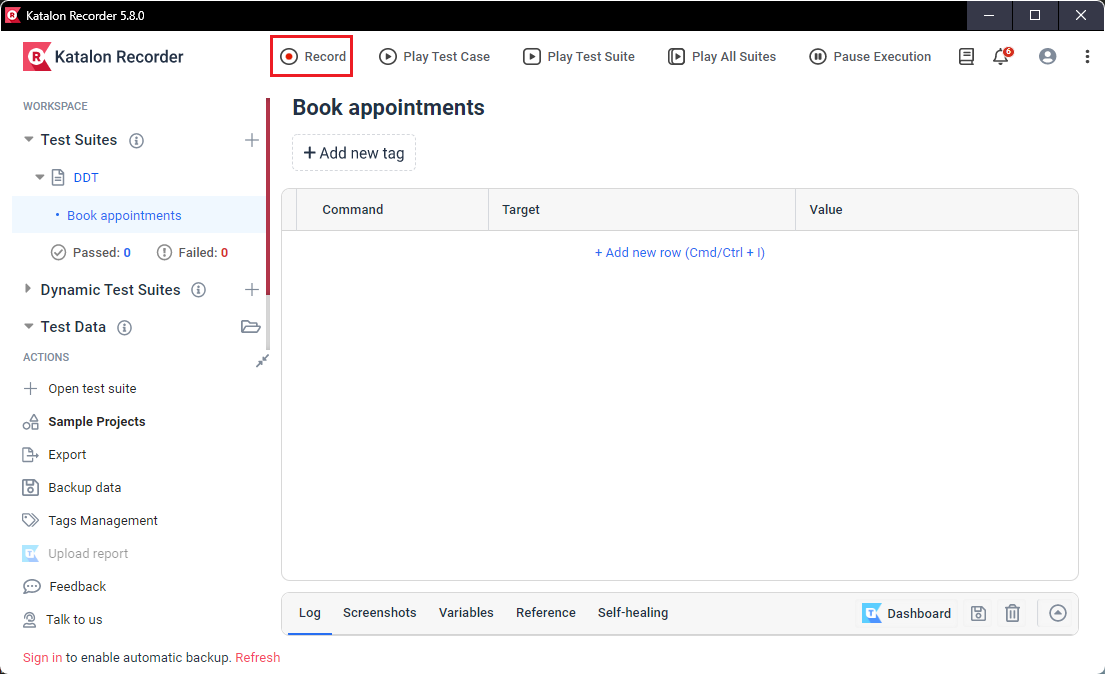 Katalon Recorder 5.8.0
Katalon Recorder
Record
Play Test Case
Play Test Suite
Play All Suites
Pause Execution
6
WORKSPACE
Test Suites
+
DDT
• Book appointments
Passed: 0
Failed: 0
Dynamic Test Suites
+
Test Data
ACTIONS
+ Open test suite
Sample Projects
Export
Backup data
Tags Management
Upload report
Feedback
Talk to us
Sign in to enable automatic backup. Refresh
Book appointments
+ Add new tag
Command
Target
Value
+ Add new row (Cmd/Ctrl + I)
Log
Screenshots
Variables
Reference
Self-healing
Dashboard